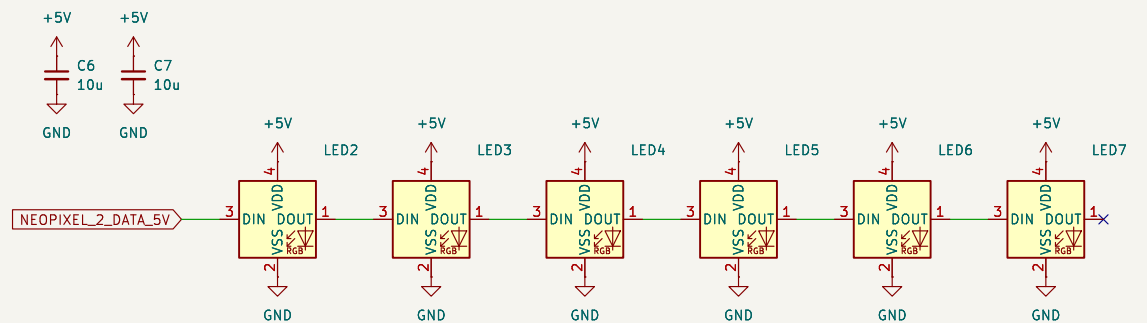 +5V +5V
C6 C7
10u 10u
GND GND
+5V +5V +5V +5V +5V +5V
LED2 LED3 LED4 LED5 LED6 LED7
4 4 4 4 4 4
VDD VDD VDD VDD VDD VDD
NEOPIXEL_2_DATA_5V 3 DIN DOUT 1 3 DIN DOUT 1 3 DIN DOUT 1 3 DIN DOUT 1 3 DIN DOUT 1 3 DIN DOUT 1
VSS RGB VSS RGB VSS RGB VSS RGB VSS RGB VSS RGB
2 2 2 2 2 2
GND GND GND GND GND GND